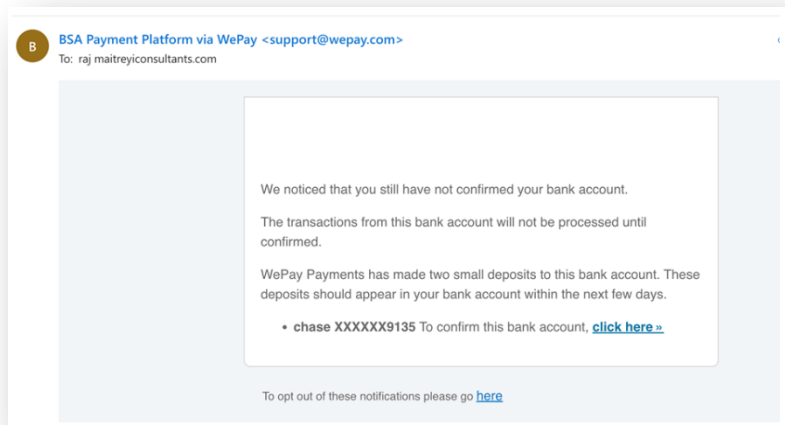 B
BSA Payment Platform via WePay <support@wepay.com>
To: raj maitreyiconsultants.com
We noticed that you still have not confirmed your bank account.
The transactions from this bank account will not be processed until
confirmed.
WePay Payments has made two small deposits to this bank account. These
deposits should appear in your bank account within the next few days.
• chase XXXXXX9135 To confirm this bank account, click here »
To opt out of these notifications please go here